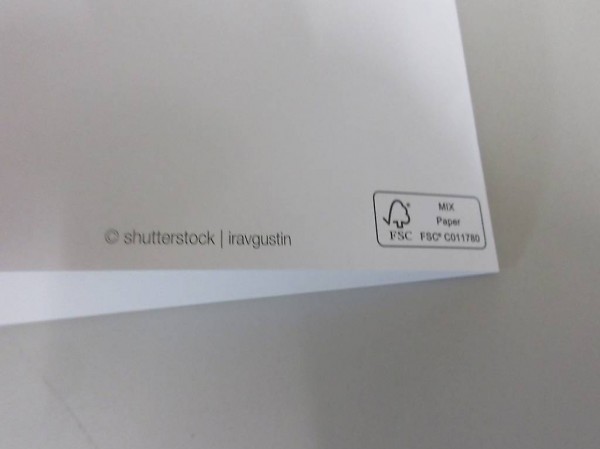 © shutterstock | iravgustin
MIX
Paper
FSC
FSC® C011780